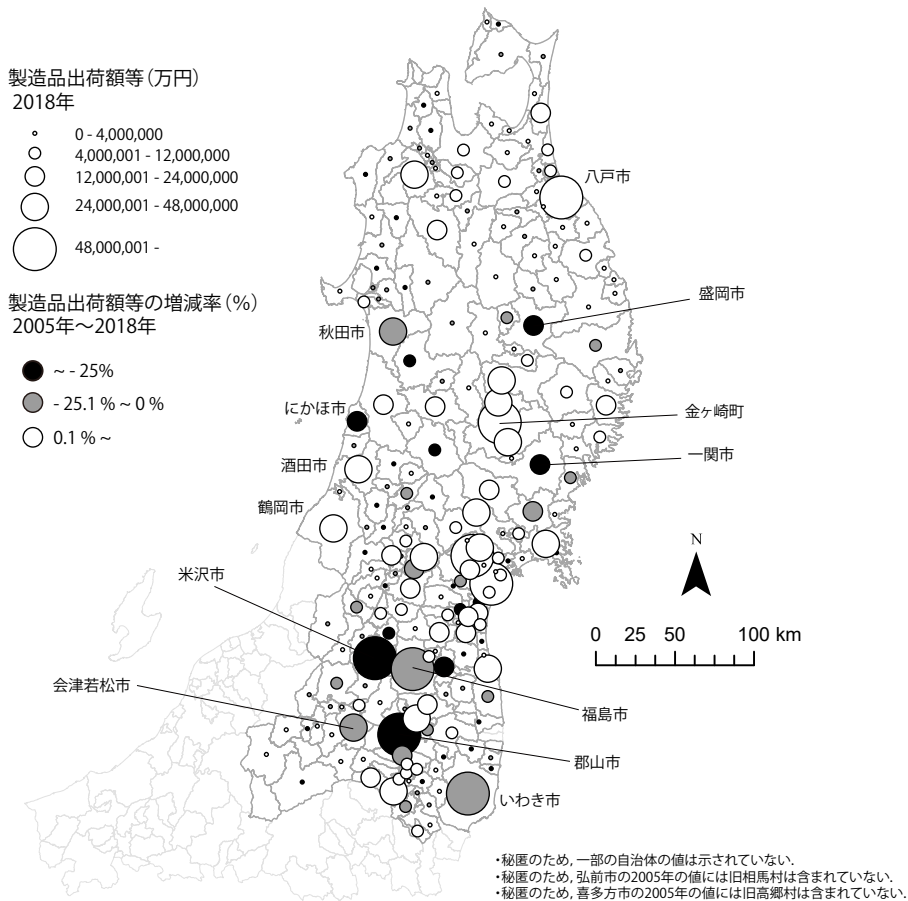 製造品出荷額等(万円)
2018年
0 - 4,000,000
4,000,001 - 12,000,000
12,000,001 - 24,000,000
24,000,001 - 48,000,000
48,000,001 -
製造品出荷額等の増減率(%)
2005年~2018年
~ - 25%
- 25.1 % ~ 0 %
0.1 % ~
八戸市
盛岡市
秋田市
にかほ市
金ヶ崎町
一関市
酒田市
鶴岡市
米沢市
会津若松市
福島市
郡山市
いわき市
N
0 25 50 100 km
・秘匿のため, 一部の自治体の値は示されていない.
・秘匿のため, 弘前市の2005年の値には旧相馬村は含まれていない.
・秘匿のため, 喜多方市の2005年の値には旧高郷村は含まれていない.